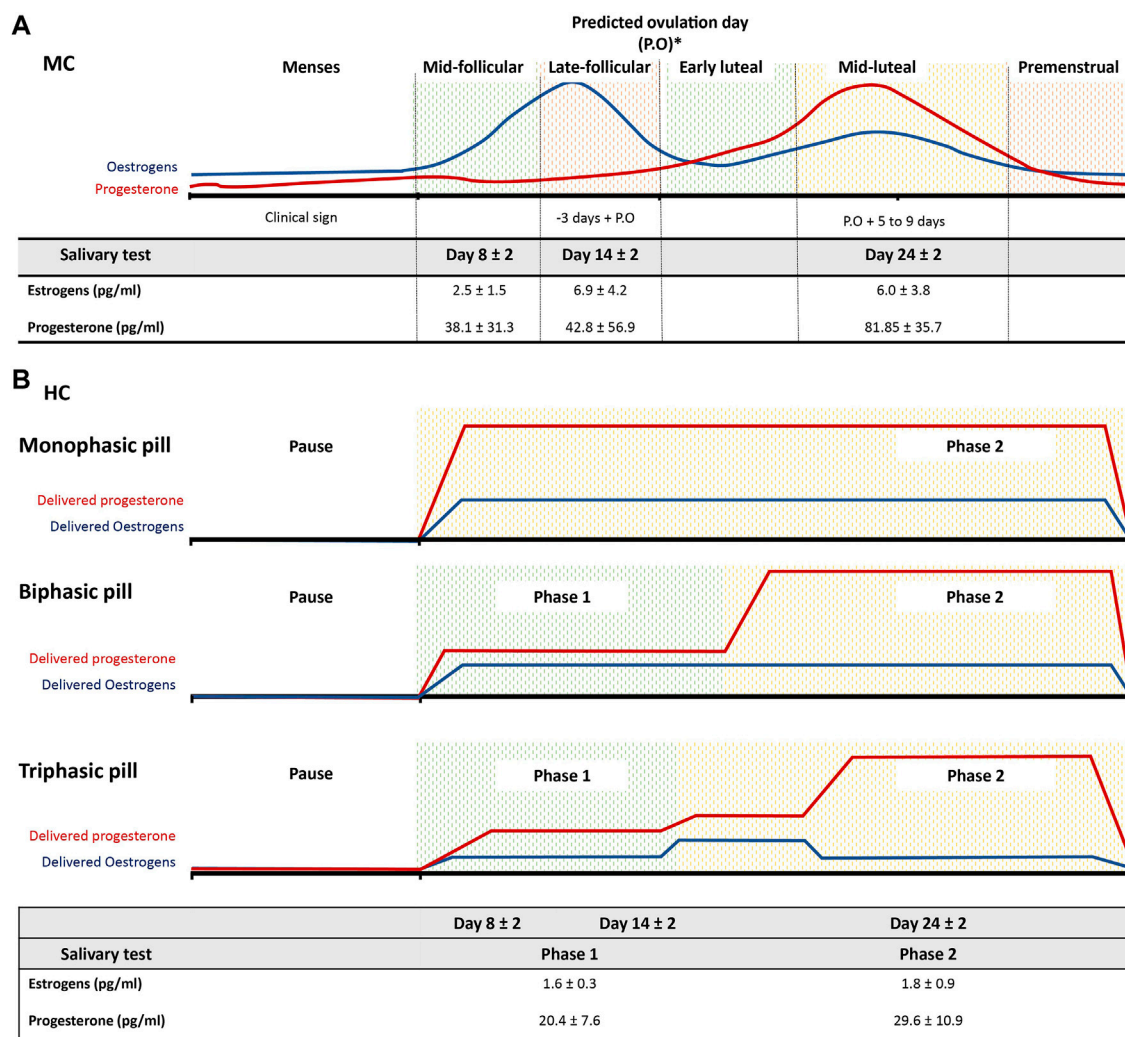 A
Predicted ovulation day
(P.O)*
MC
Menses
Mid-follicular
Late-follicular
Early luteal
Mid-luteal
Premenstrual
Oestrogens
Progesterone
Clinical sign
-3 days + P.O
P.O + 5 to 9 days
Salivary test Day 8 ± 2 Day 14 ± 2 Day 24 ± 2
Estrogens (pg/ml) 2.5 ± 1.5 6.9 ± 4.2 6.0 ± 3.8
Progesterone (pg/ml) 38.1 ± 31.3 42.8 ± 56.9 81.85 ± 35.7
B
HC
Monophasic pill
Pause
Phase 2
Delivered progesterone
Delivered Oestrogens
Biphasic pill
Pause
Phase 1
Phase 2
Delivered progesterone
Delivered Oestrogens
Triphasic pill
Pause
Phase 1
Phase 2
Delivered progesterone
Delivered Oestrogens
Day 8 ± 2 Day 14 ± 2 Day 24 ± 2
Salivary test Phase 1 Phase 2
Estrogens (pg/ml) 1.6 ± 0.3 1.8 ± 0.9
Progesterone (pg/ml) 20.4 ± 7.6 29.6 ± 10.9